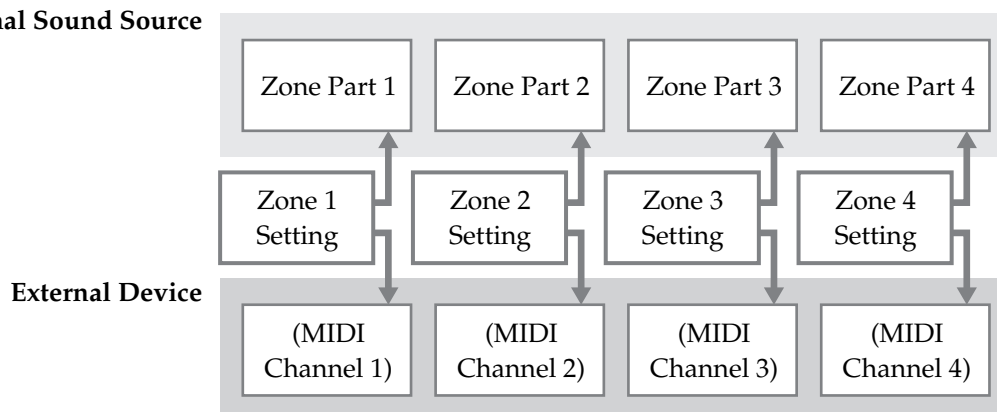 Sound Source
Zone Part 1
Zone Part 2
Zone Part 3
Zone Part 4
Zone 1
Setting
Zone 2
Setting
Zone 3
Setting
Zone 4
Setting
External Device
(MIDI
Channel 1)
(MIDI
Channel 2)
(MIDI
Channel 3)
(MIDI
Channel 4)